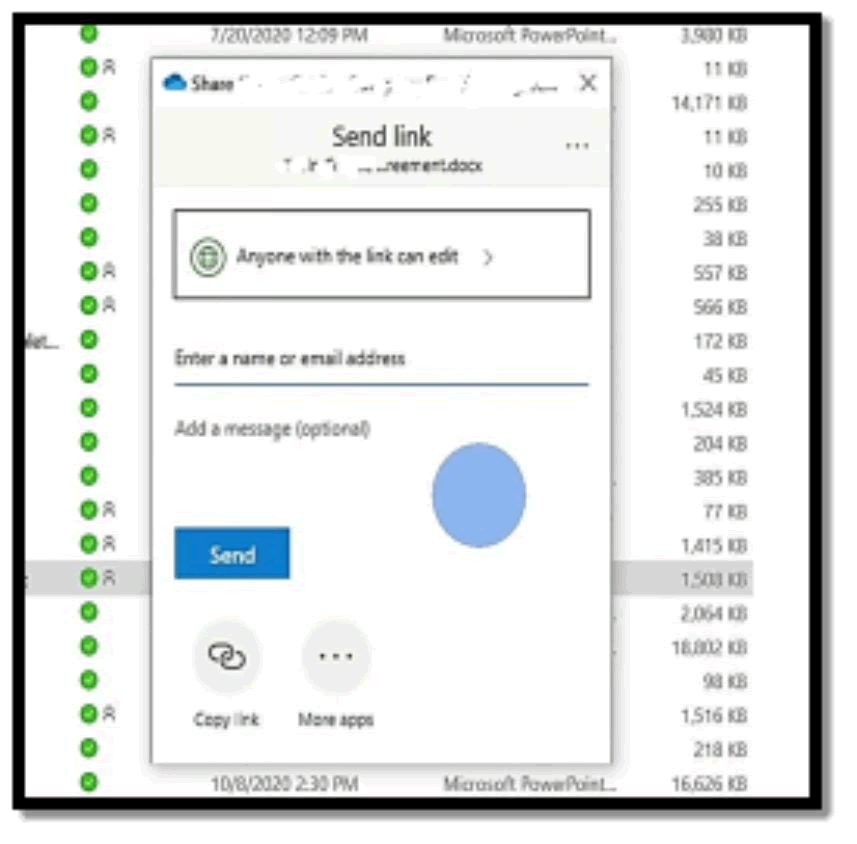 7/20/2020 12:09 PM Microsoft PowerPoint... 3,980 KB
11 KB
Share
14,171 KB
Send link
...
11 KB
reement.docx
10 KB
255 KB
38 KB
Anyone with the link can edit
557 KB
566 KB
172 KB
Enter a name or email address
45 KB
1,524 KB
Add a message (optional)
204 KB
385 KB
77 KB
Send
1,415 KB
1,508 KB
2,064 KB
18,802 KB
98 KB
Copy link More apps
1,516 KB
218 KB
10/8/2020 2:30 PM Microsoft PowerPoint... 16,626 KB